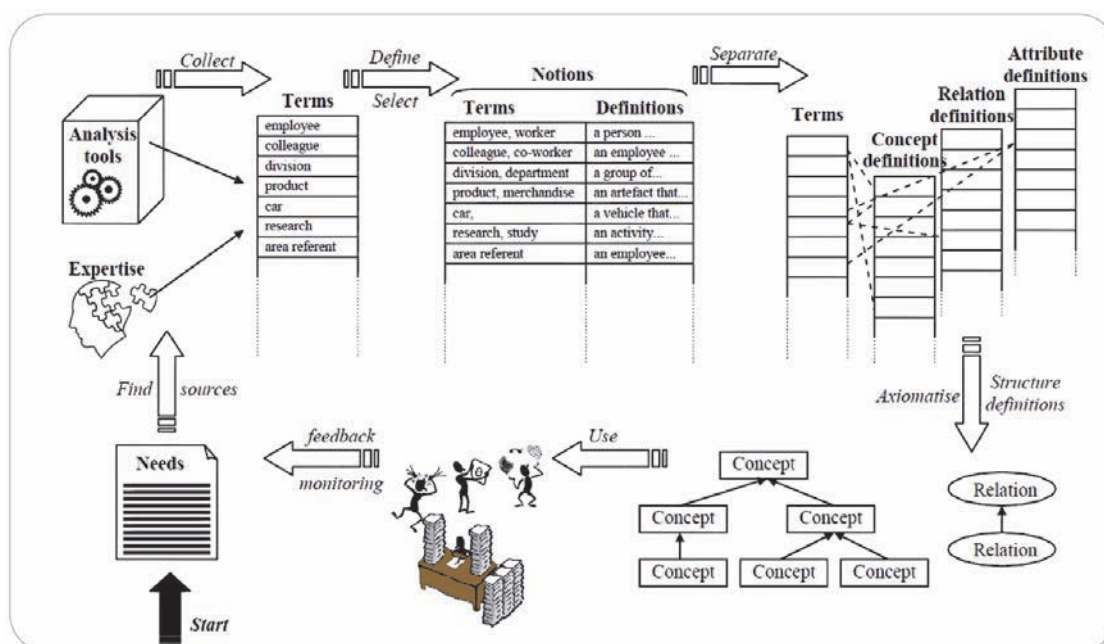 Collect
Define
Select
Separate
Analysis
tools
Expertise
Terms
employee
colleague
division
product
car
research
area referent
Notions
Terms Definitions
employee, worker a person ...
colleague, co-worker an employee ...
division, department a group of...
product, merchandise an artefact that...
car, a vehicle that...
research, study an activity...
area referent an employee...
Terms
Concept
definitions
Relation
definitions
Attribute
definitions
Find sources
Axiomatise
Structure
definitions
Needs
feedback
monitoring
Use
Concept
Concept Concept
Concept Concept Concept
Relation
Relation
Start